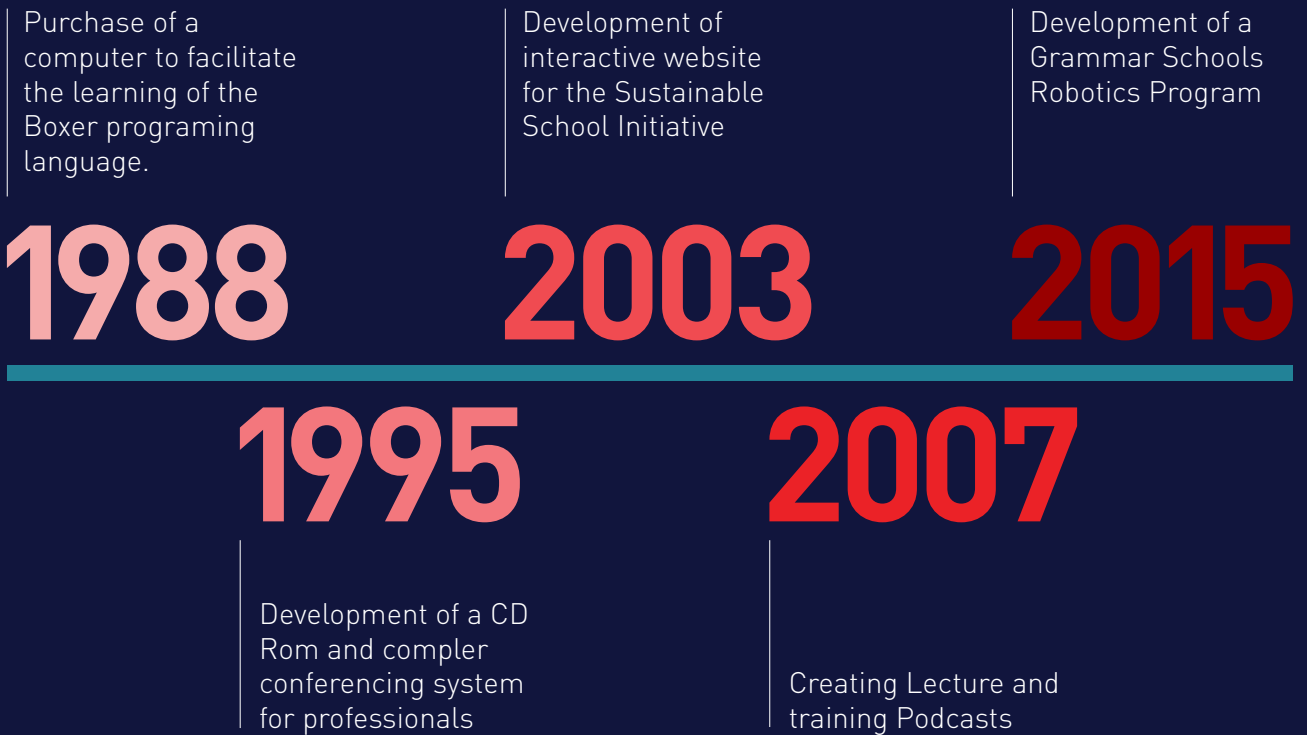 Purchase of a
computer to facilitate
the learning of the
Boxer programing
language.
1988
Development of
interactive website
for the Sustainable
School Initiative
2003
Development of a
Grammar Schools
Robotics Program
2015
1995
Development of a CD
Rom and compler
conferencing system
for professionals
2007
Creating Lecture and
training Podcasts